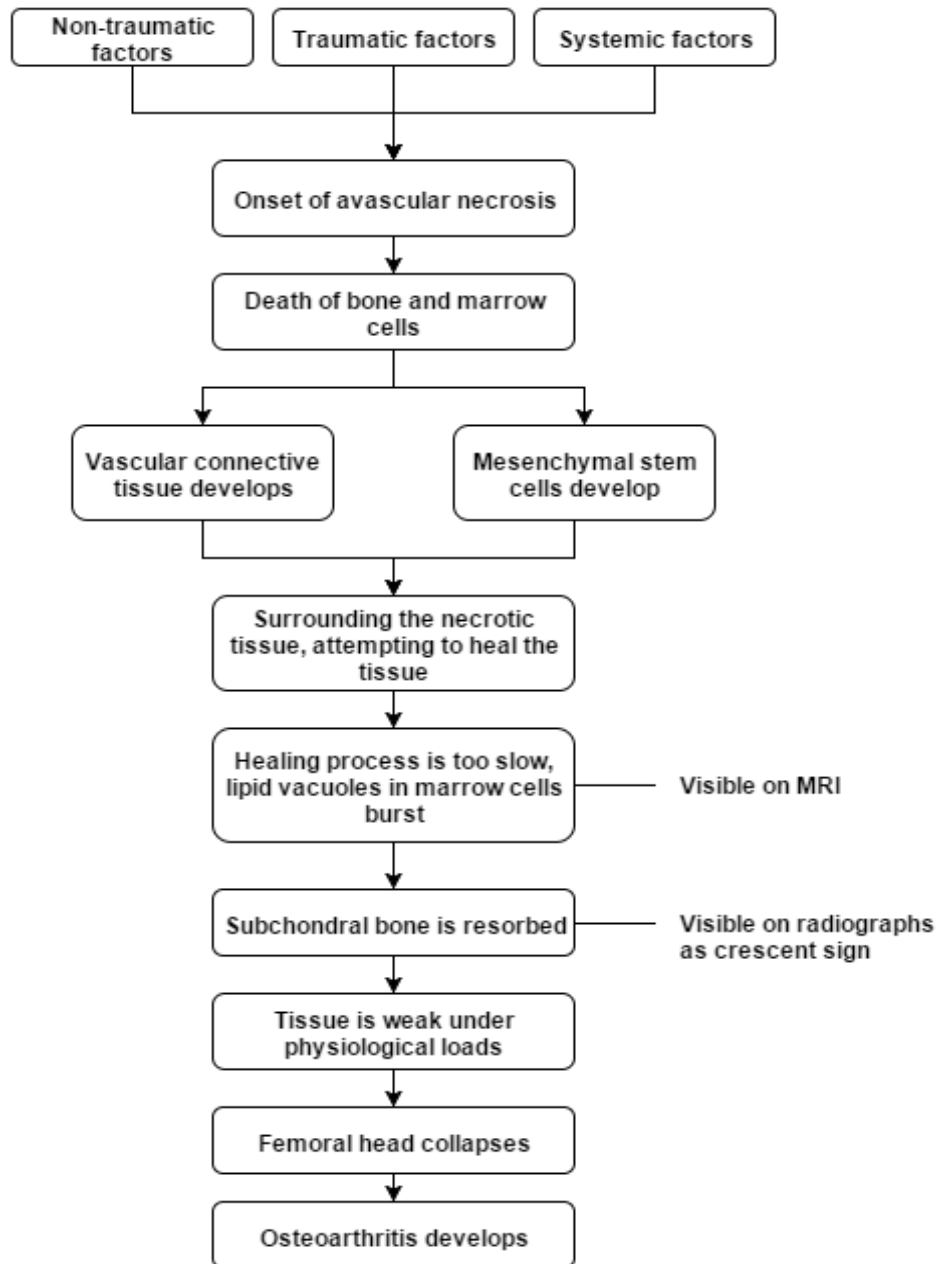 Non-traumatic
factors
Traumatic factors
Systemic factors
Onset of avascular necrosis
Death of bone and marrow
cells
Vascular connective
tissue develops
Mesenchymal stem
cells develop
Surrounding the necrotic
tissue, attempting to heal the
tissue
Healing process is too slow,
lipid vacuoles in marrow cells
burst
Visible on MRI
Subchondral bone is resorbed
Visible on radiographs
as crescent sign
Tissue is weak under
physiological loads
Femoral head collapses
Osteoarthritis develops